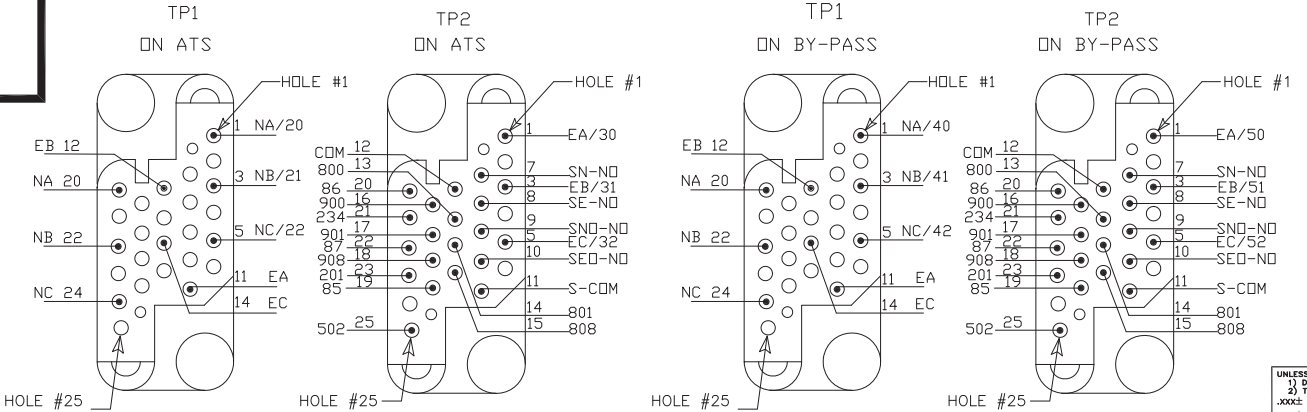 TP1
ON ATS
HOLE #1
1 NA/20
EB 12
NA 20
3 NB/21
NB 22
5 NC/22
11 EA
NC 24
14 EC
HOLE #25
TP2
ON ATS
HOLE #1
1 EA/30
COM 12
800 13
7 SN-NO
86 20
3 EB/31
900 16
8 SE-NO
234 21
9 SNO-NO
901 17
5 EC/32
87 22
10 SEO-NO
908 18
201 23
11 S-COM
85 19
14 801
502 25
15 808
HOLE #25
TP1
ON BY-PASS
HOLE #1
1 NA/40
EB 12
NA 20
3 NB/41
NB 22
5 NC/42
11 EA
NC 24
14 EC
HOLE #25
TP2
ON BY-PASS
HOLE #1
1 EA/50
COM 12
800 13
7 SN-NO
86 20
3 EB/51
900 16
8 SE-NO
234 21
9 SNO-NO
901 17
5 EC/52
87 22
10 SEO-NO
908 18
201 23
11 S-COM
85 19
14 801
502 25
15 808
HOLE #25
UNLESS
1) D
2) T
.XXX±